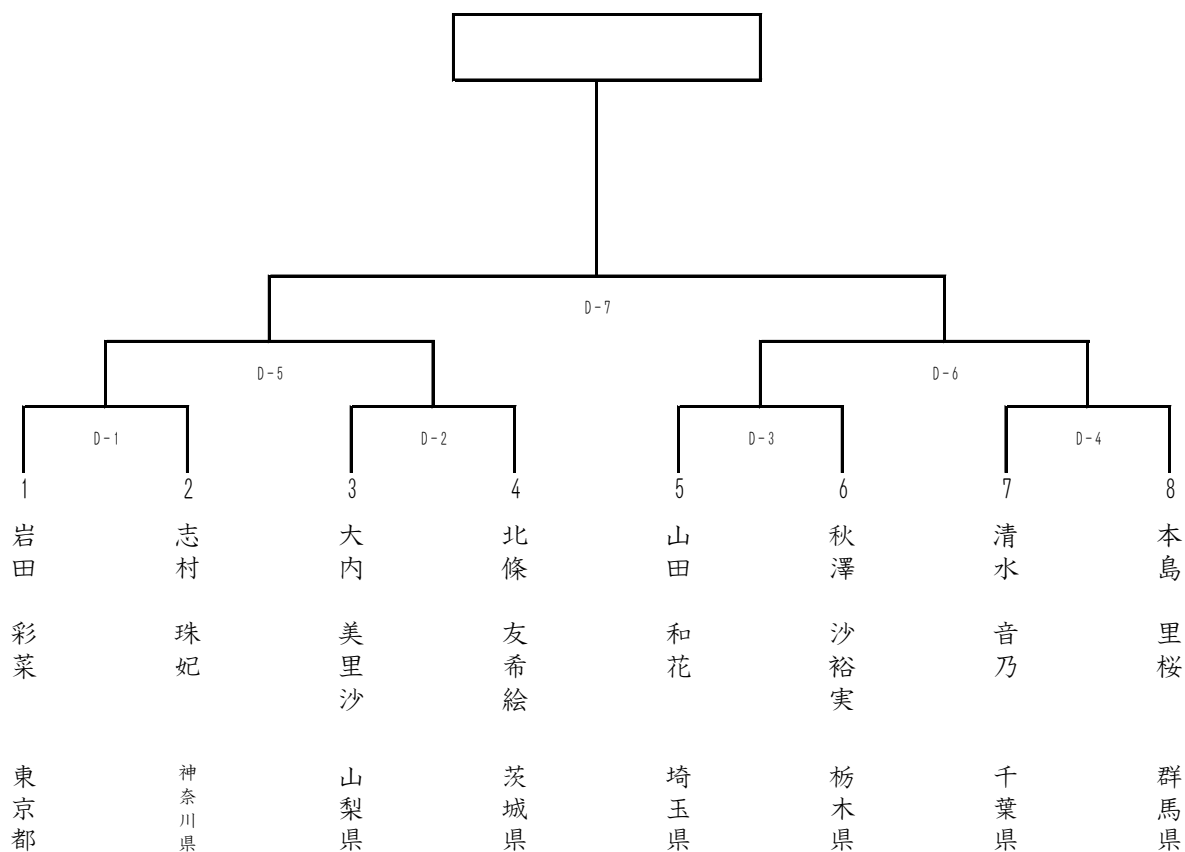 D-7
D-5
D-6
D-1
D-2
D-3
D-4
1
2
3
4
5
6
7
8
岩田 彩菜
志村 珠妃
大内 美里沙
北條 友希絵
山田 和花
秋澤 沙裕実
清水 音乃
本島 里桜
東京都
神奈川県
山梨県
茨城県
埼玉県
栃木県
千葉県
群馬県